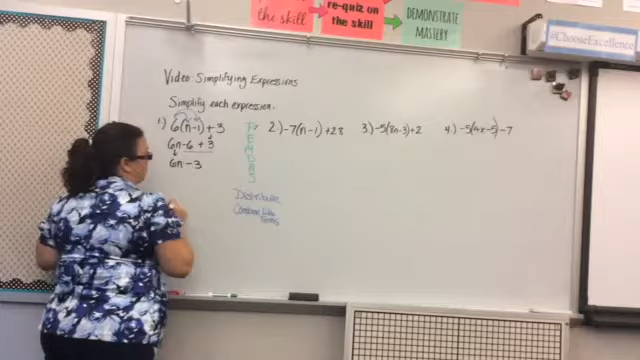 the skill
re-quiz on
the skill
DEMONSTRATE
MASTERY
#ChooseExcellence
Video: Simplifying Expressions
Simplify each expression.
1.) 6(n-1)+3
6n-6+3
6n-3
PEMDAS
Distribute
Combine Like
Terms
2.) -7(n-1)+28
3.) -5(8n-3)+2
4.) -5(4x-5)-7